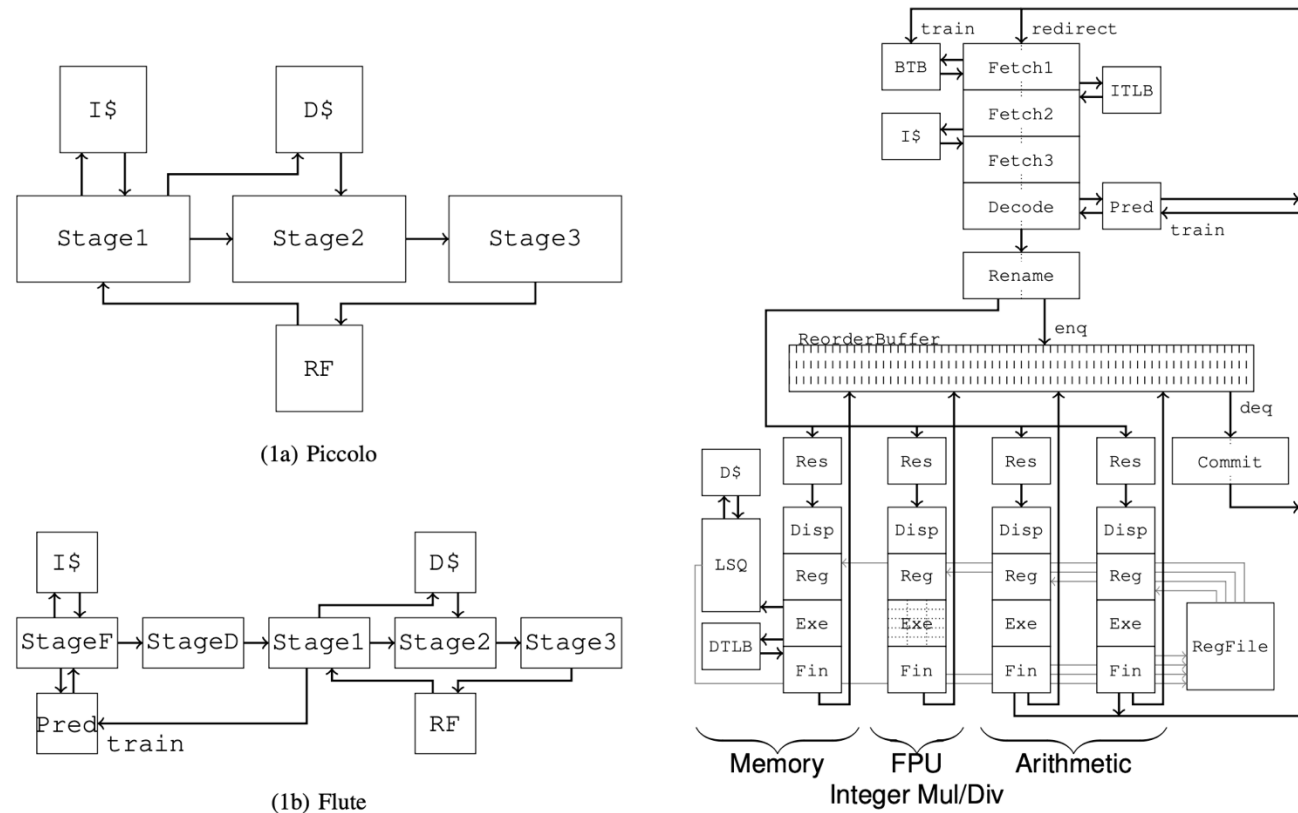 I$
D$
Stage1 Stage2 Stage3
RF
(1a) Piccolo
I$
D$
StageF StageD Stage1 Stage2 Stage3
Pred
train
RF
(1b) Flute
train
redirect
BTB
Fetch1
ITLB
Fetch2
I$
Fetch3
Decode
Pred
train
Rename
enq
ReorderBuffer
deq
Res Res Res Res
Commit
D$
Disp Disp Disp Disp
LSQ
Reg Reg Reg Reg
Exe Exe Exe Exe
RegFile
DTLB
Fin Fin Fin Fin
Memory FPU Arithmetic
Integer Mul/Div